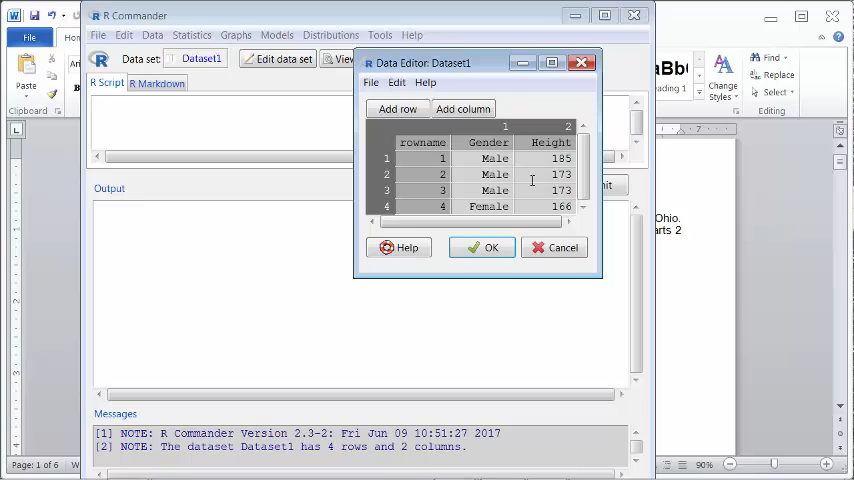 R Commander
File
Ho
Paste
Clipboard
Ari
B
File Edit Data Statistics Graphs Models Distributions Tools Help
Data set: Dataset1 Edit data set View
R Script R Markdown
Output
Data Editor: Dataset1
File Edit Help
Add row Add column
1 2
rowname Gender Height
1 1 Male 185
2 2 Male 173
3 3 Male 173
4 4 Female 166
Help OK Cancel
Messages
[1] NOTE: R Commander Version 2.3-2: Fri Jun 09 10:51:27 2017
[2] NOTE: The dataset Dataset1 has 4 rows and 2 columns.
Change
Styles
Find
Replace
Select
Editing
Ohio.
arts 2
Page: 1 of 6
90%